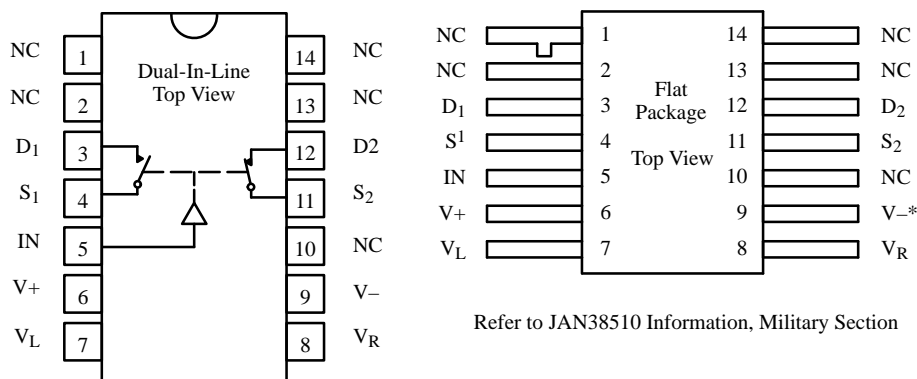 NC 1 14 NC
Dual-In-Line
Top View
NC 2 13 NC
D1 3 12 D2
S1 4 11 S2
IN 5 10 NC
V+ 6 9 V–
VL 7 8 VR
NC 1 14 NC
NC 2 13 NC
Flat
Package
D1 3 12 D2
S1 4 11 S2
Top View
IN 5 10 NC
V+ 6 9 V–*
VL 7 8 VR
Refer to JAN38510 Information, Military Section